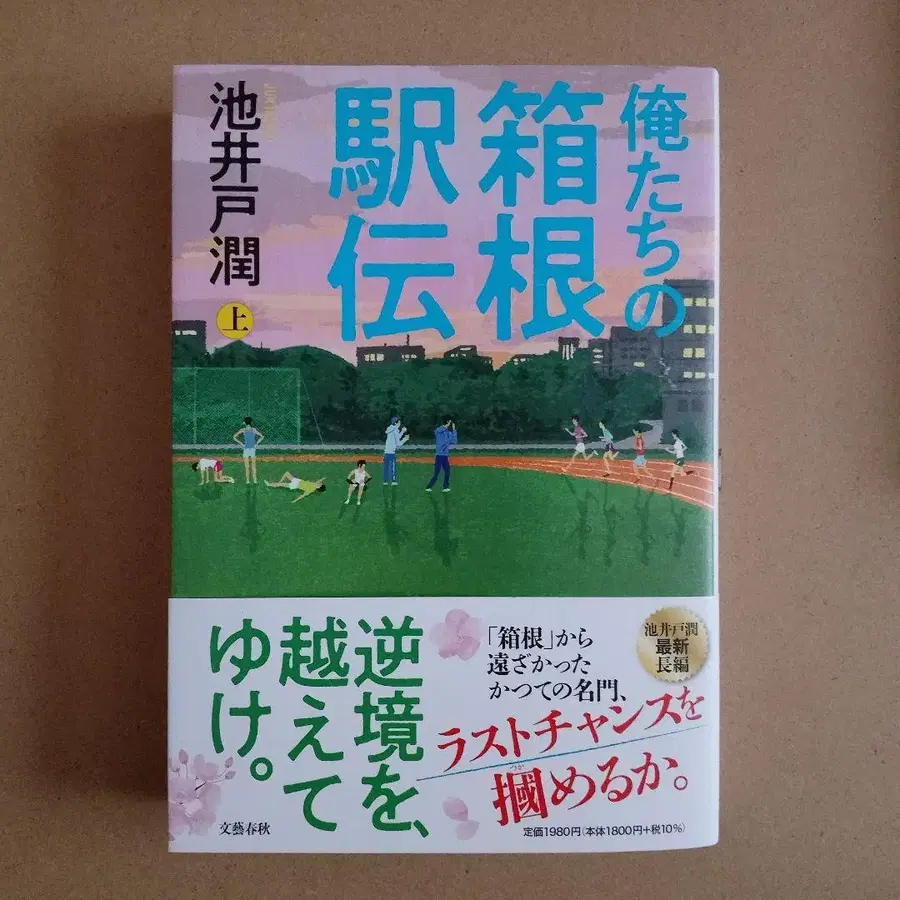 俺たちの
箱根
駅伝
池井戸潤
上
逆境を、
越えて
ゆけ。
「箱根」から
遠ざかった
かつての名門、
ラストチャンスを
つか
摑めるか。
池井戸潤
最新
長編
文藝春秋
定価1980円(本体1800円+税10%)